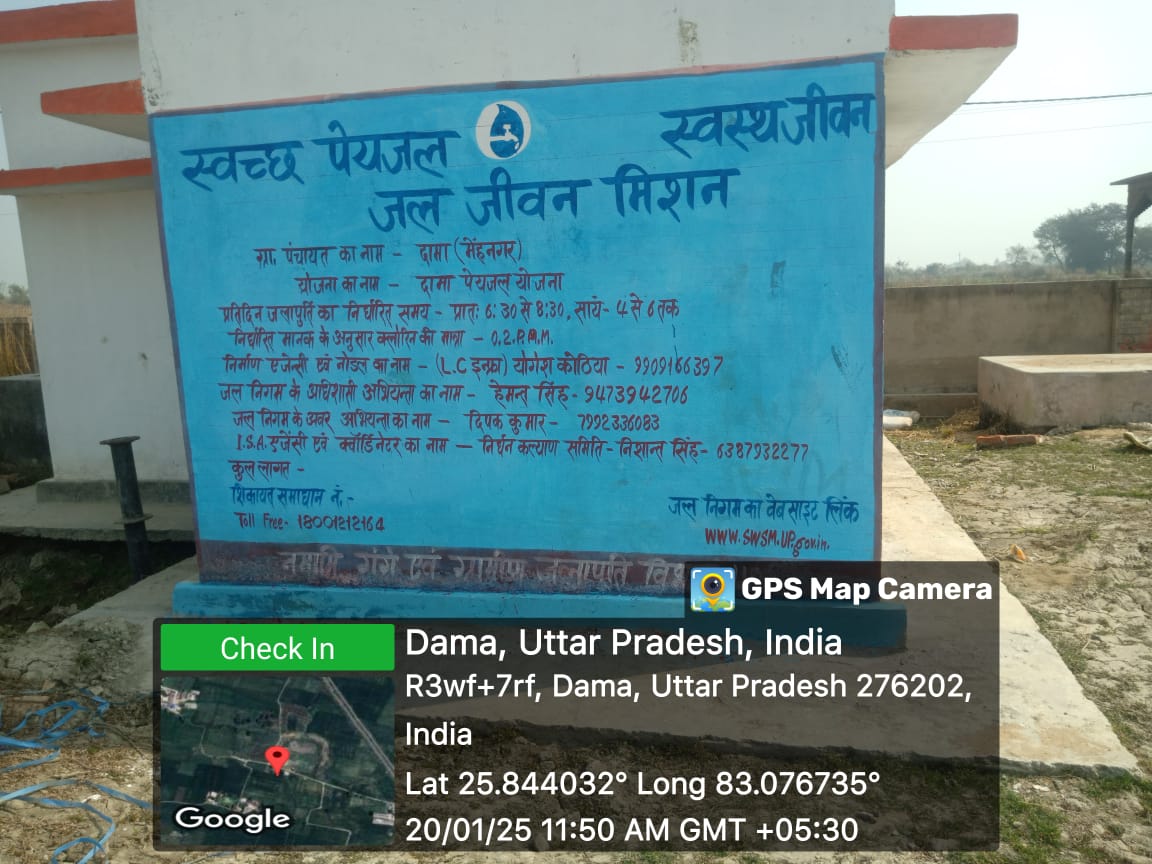 स्वच्छ पेयजल स्वस्थ जीवन
जल जीवन मिशन
ग्रा. पंचायत का नाम - दामा (मेंहनगर)
योजना का नाम - दामा पेयजल योजना
प्रतिदिन जलापूर्ति का निर्धारित समय - प्रातः 6:30 से 8:30, सायं- 4 से 6 तक
निर्धारित मानक के अनुसार क्लोरिन की मात्रा - 0.2.P.P.M.
निर्माण एजेन्सी एवं नोडल का नाम - (L.C इन्फ्रा) योगेश कोठिया - 9909166397
जल निगम के अधिशासी अभियन्ता का नाम - हेमन्त सिंह- 9473942706
जल निगम के अवर अभियन्ता का नाम - दिपक कुमार- 7992336083
I.S.A. एजेंसी एवं क्वॉर्डिनेटर का नाम - निर्धन कल्याण समिति- निशान्त सिंह- 6387932277
कुल लागत -
शिकायत समाधान नं. -
Toll Free- 18001212164
जल निगम का वेब साइट लिंक
WWW.SWSM.UP.gov.in.
नमामि गंगे एवं ग्रामीण जलापूर्ति
GPS Map Camera
Check In
Dama, Uttar Pradesh, India
R3wf+7rf, Dama, Uttar Pradesh 276202,
India
Lat 25.844032° Long 83.076735°
20/01/25 11:50 AM GMT +05:30
Google